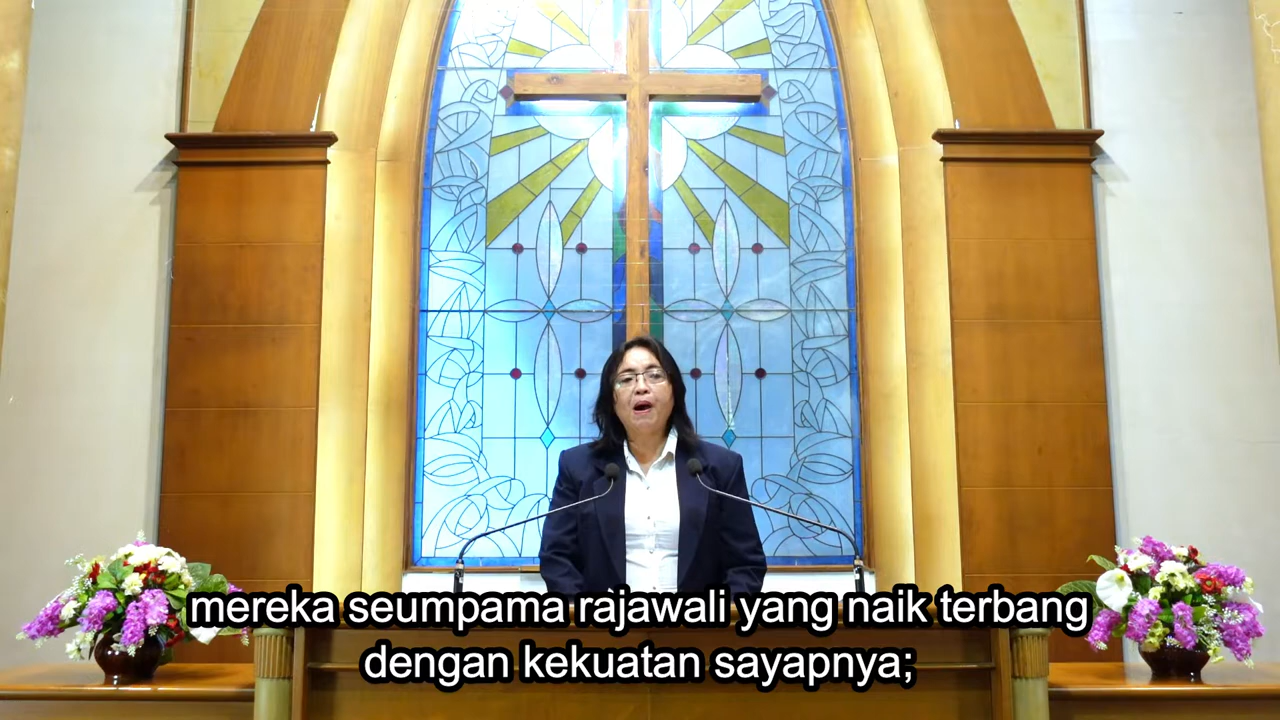 mereka seumpama rajawali yang naik terbang
dengan kekuatan sayapnya;